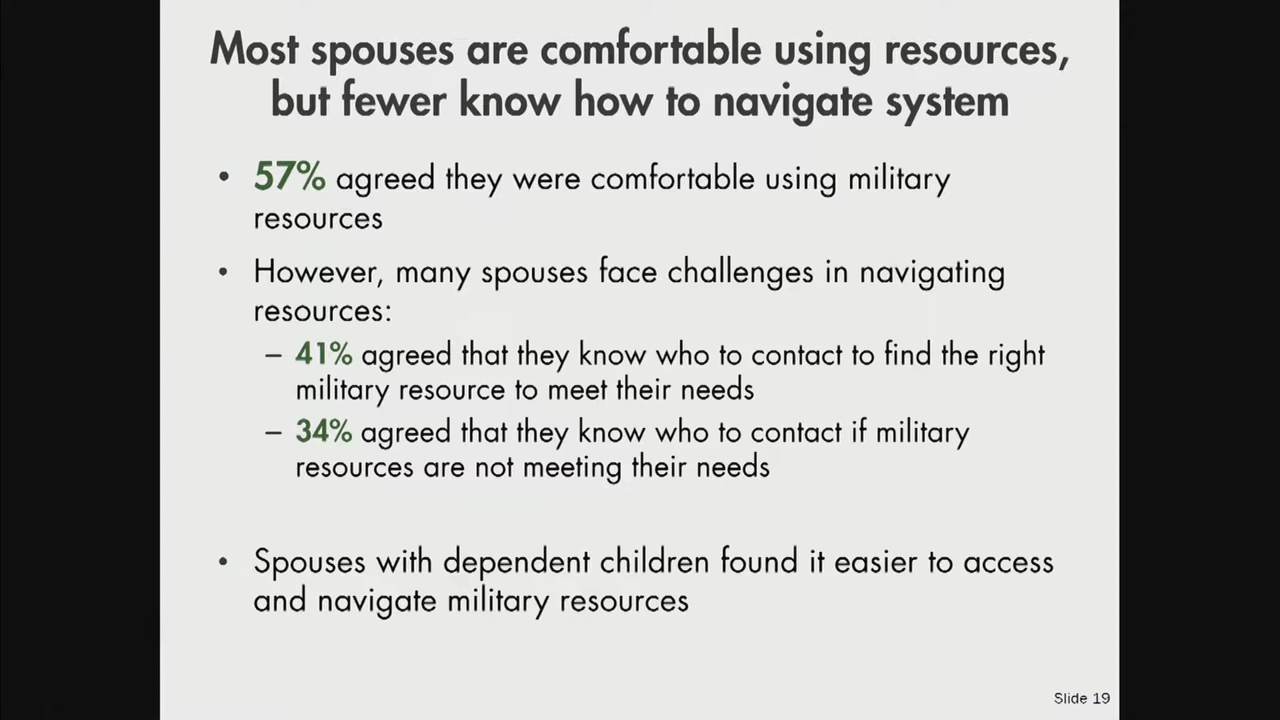 Most spouses are comfortable using resources,
but fewer know how to navigate system
• 57% agreed they were comfortable using military
resources
• However, many spouses face challenges in navigating
resources:
– 41% agreed that they know who to contact to find the right
military resource to meet their needs
– 34% agreed that they know who to contact if military
resources are not meeting their needs
• Spouses with dependent children found it easier to access
and navigate military resources
Slide 19